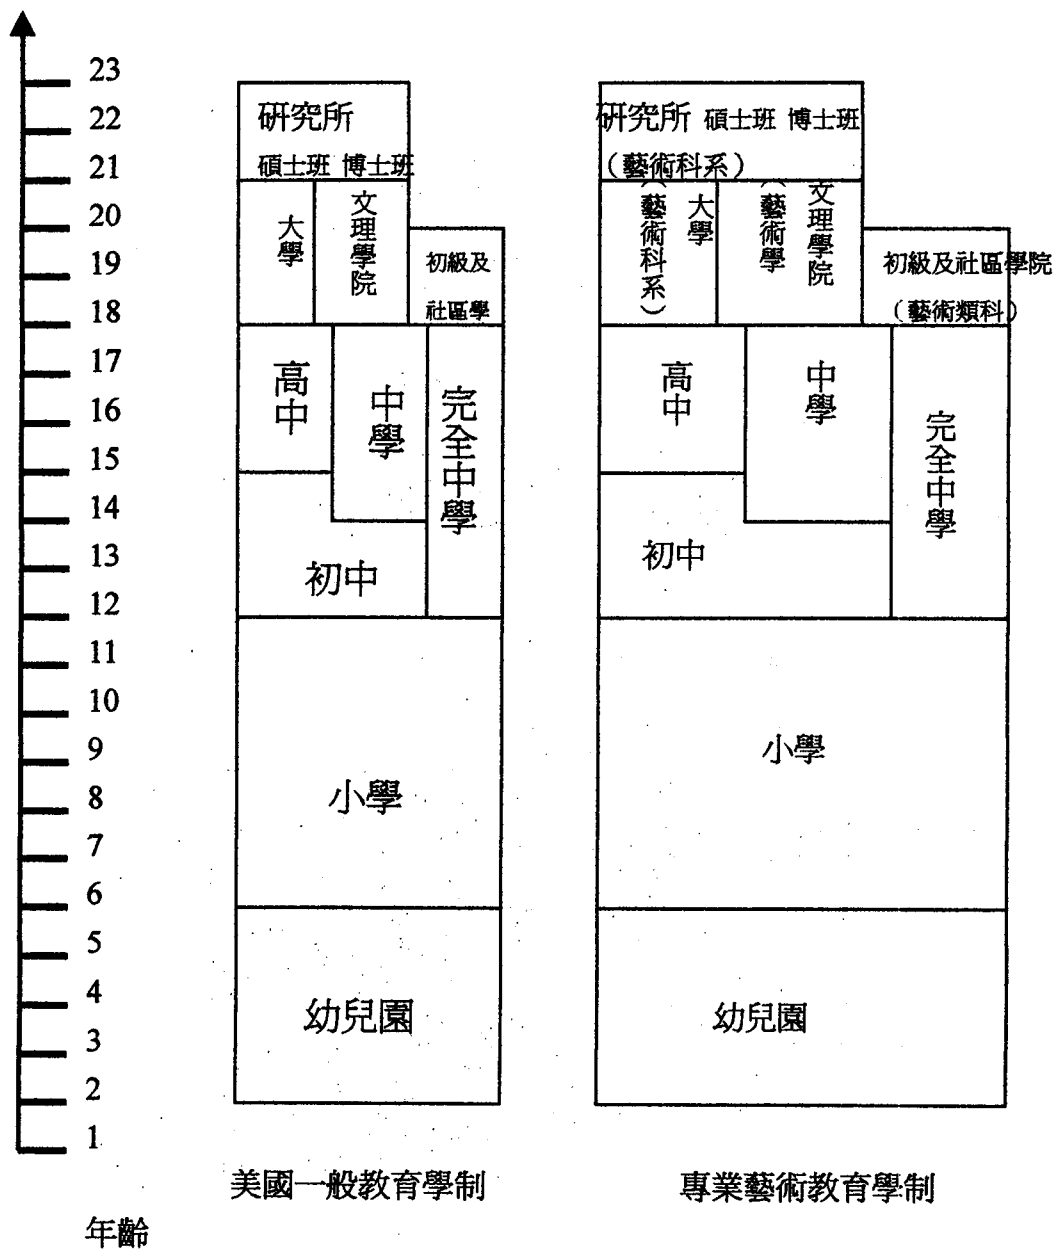 23
22
21
20
19
18
17
16
15
14
13
12
11
10
9
8
7
6
5
4
3
2
1
年齡
研究所
碩士班 博士班
大學
文理學院
初級及
社區學
高中
中學
完全中學
初中
小學
幼兒園
美國一般教育學制
研究所 碩士班 博士班
（藝術科系）
大學
（藝術科系）
文理學院
（藝術學
初級及社區學院
（藝術類科）
高中
中學
完全中學
初中
小學
幼兒園
專業藝術教育學制